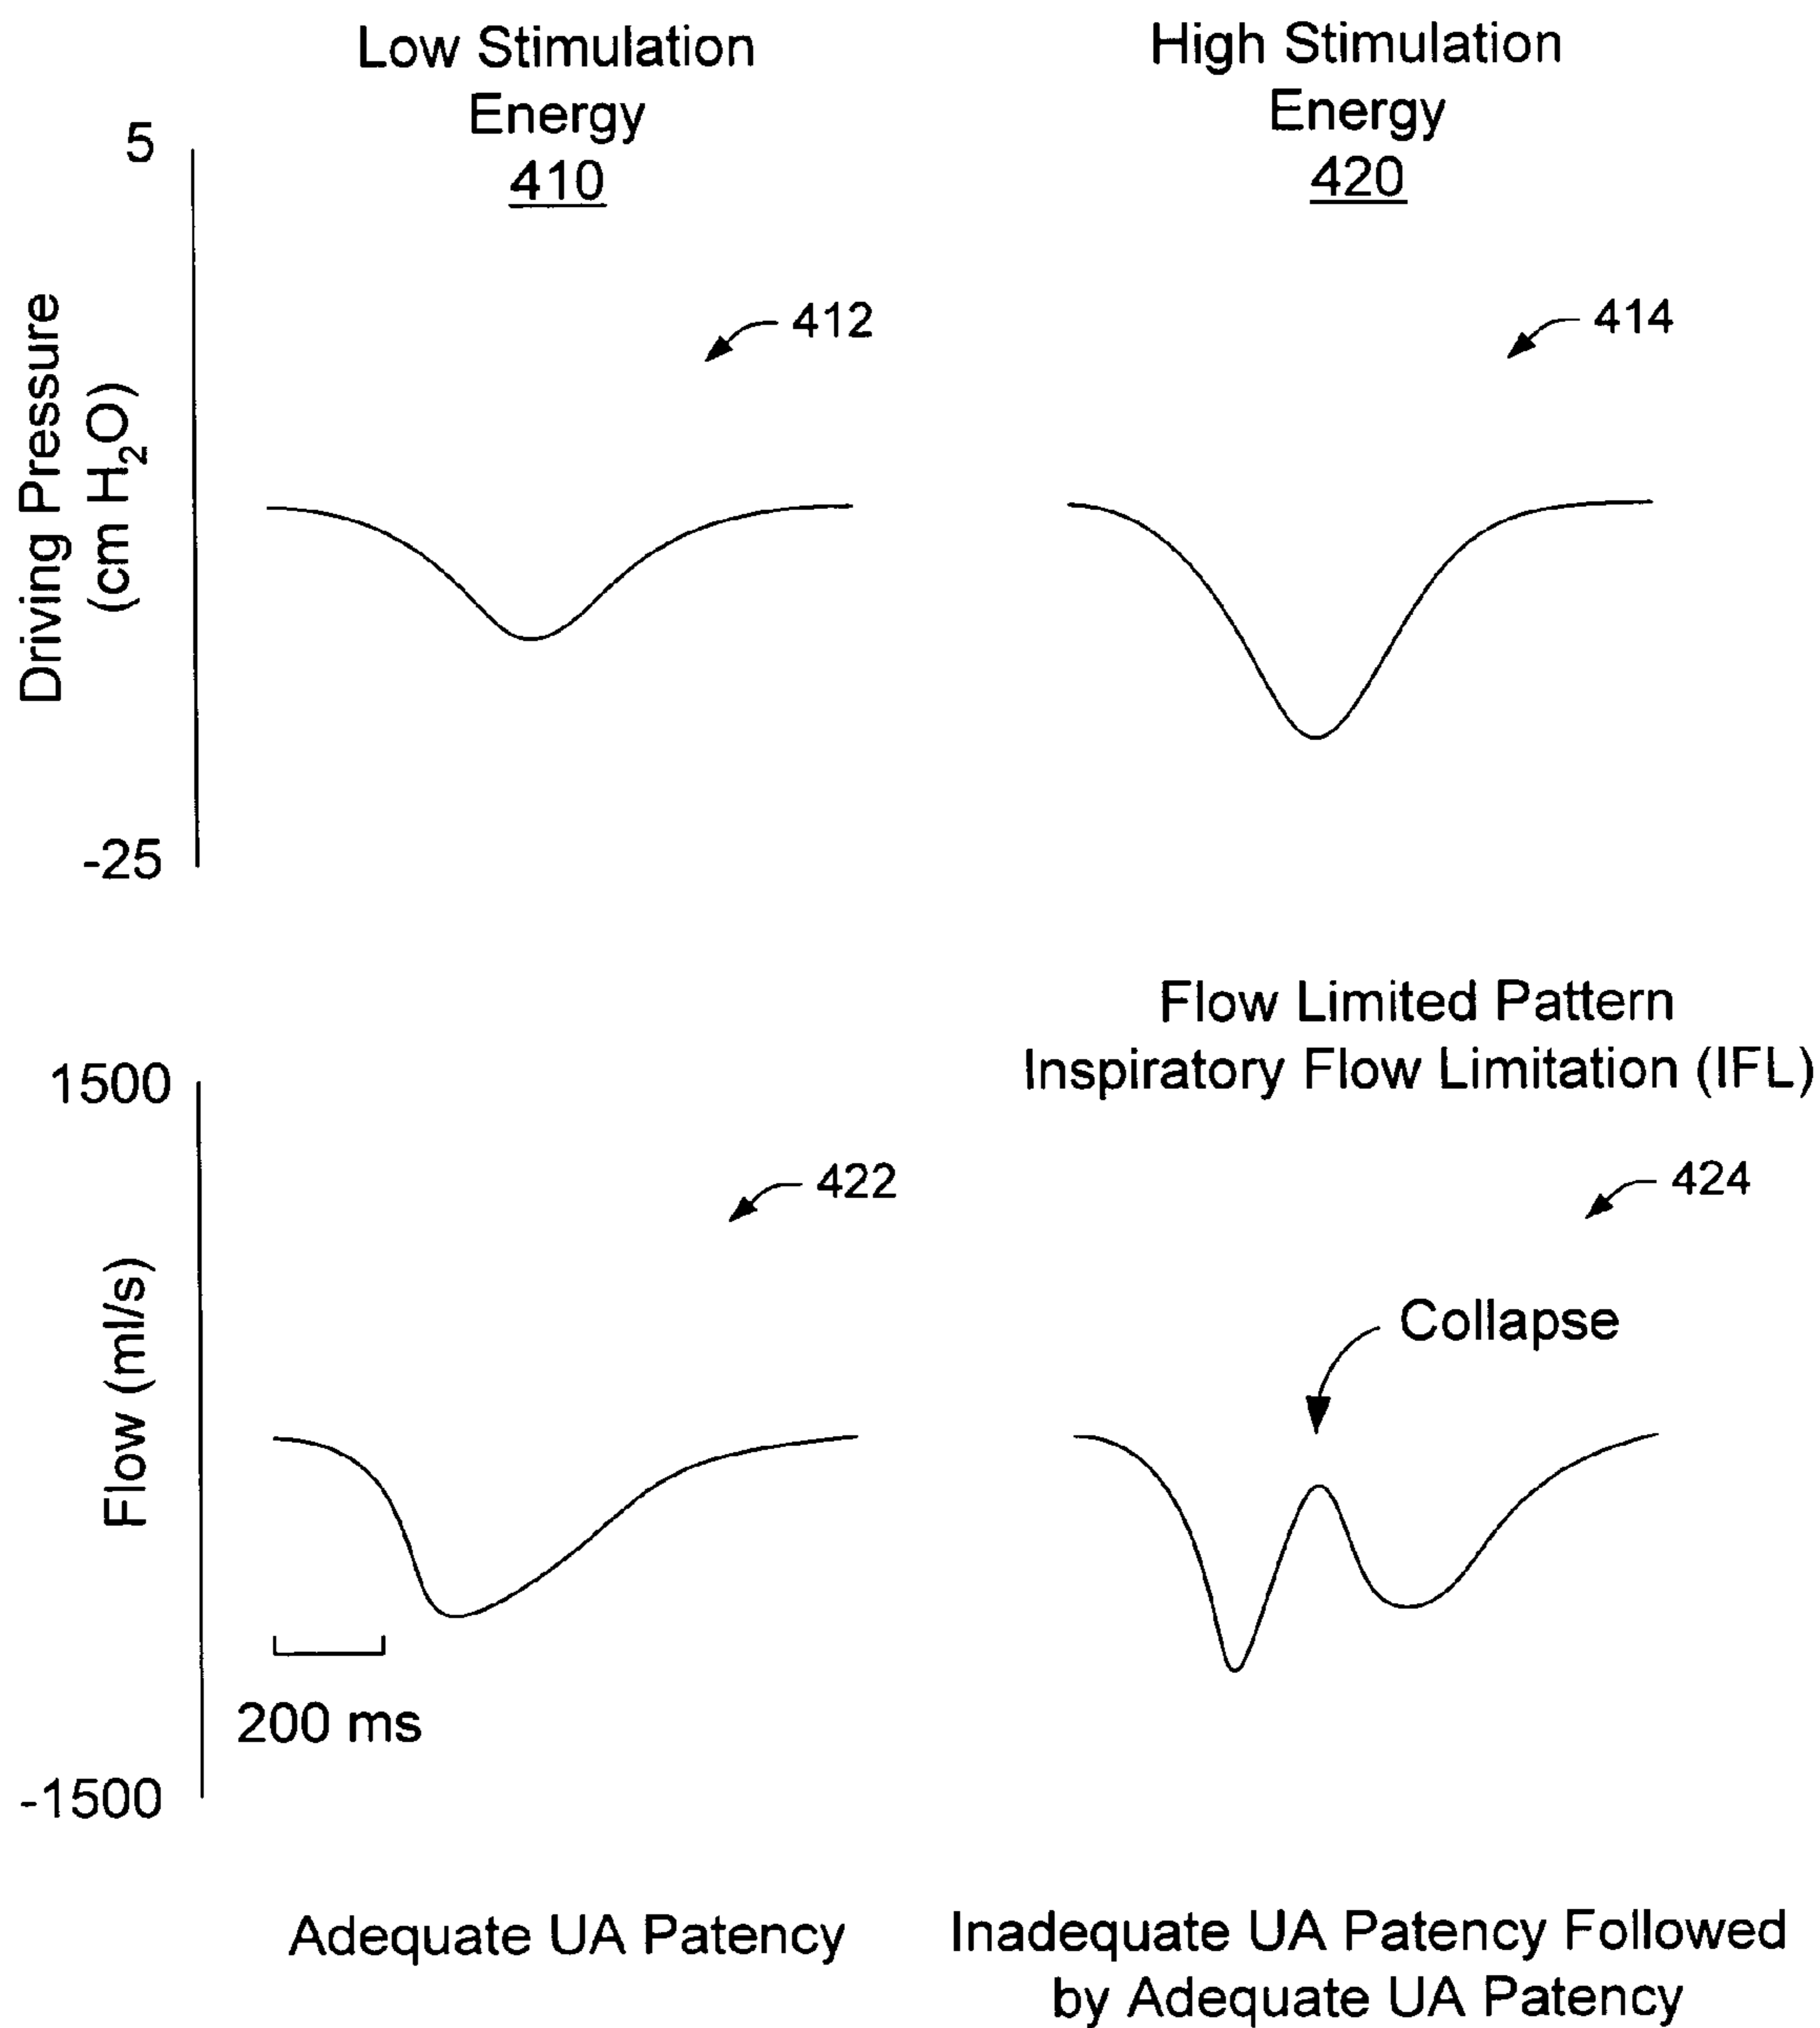 Low Stimulation
Energy
410
High Stimulation
Energy
420
5
412
414
Driving Pressure
(cm H₂O)
-25
Flow Limited Pattern
Inspiratory Flow Limitation (IFL)
1500
422
424
Collapse
Flow (ml/s)
200 ms
-1500
Adequate UA Patency
Inadequate UA Patency Followed
by Adequate UA Patency